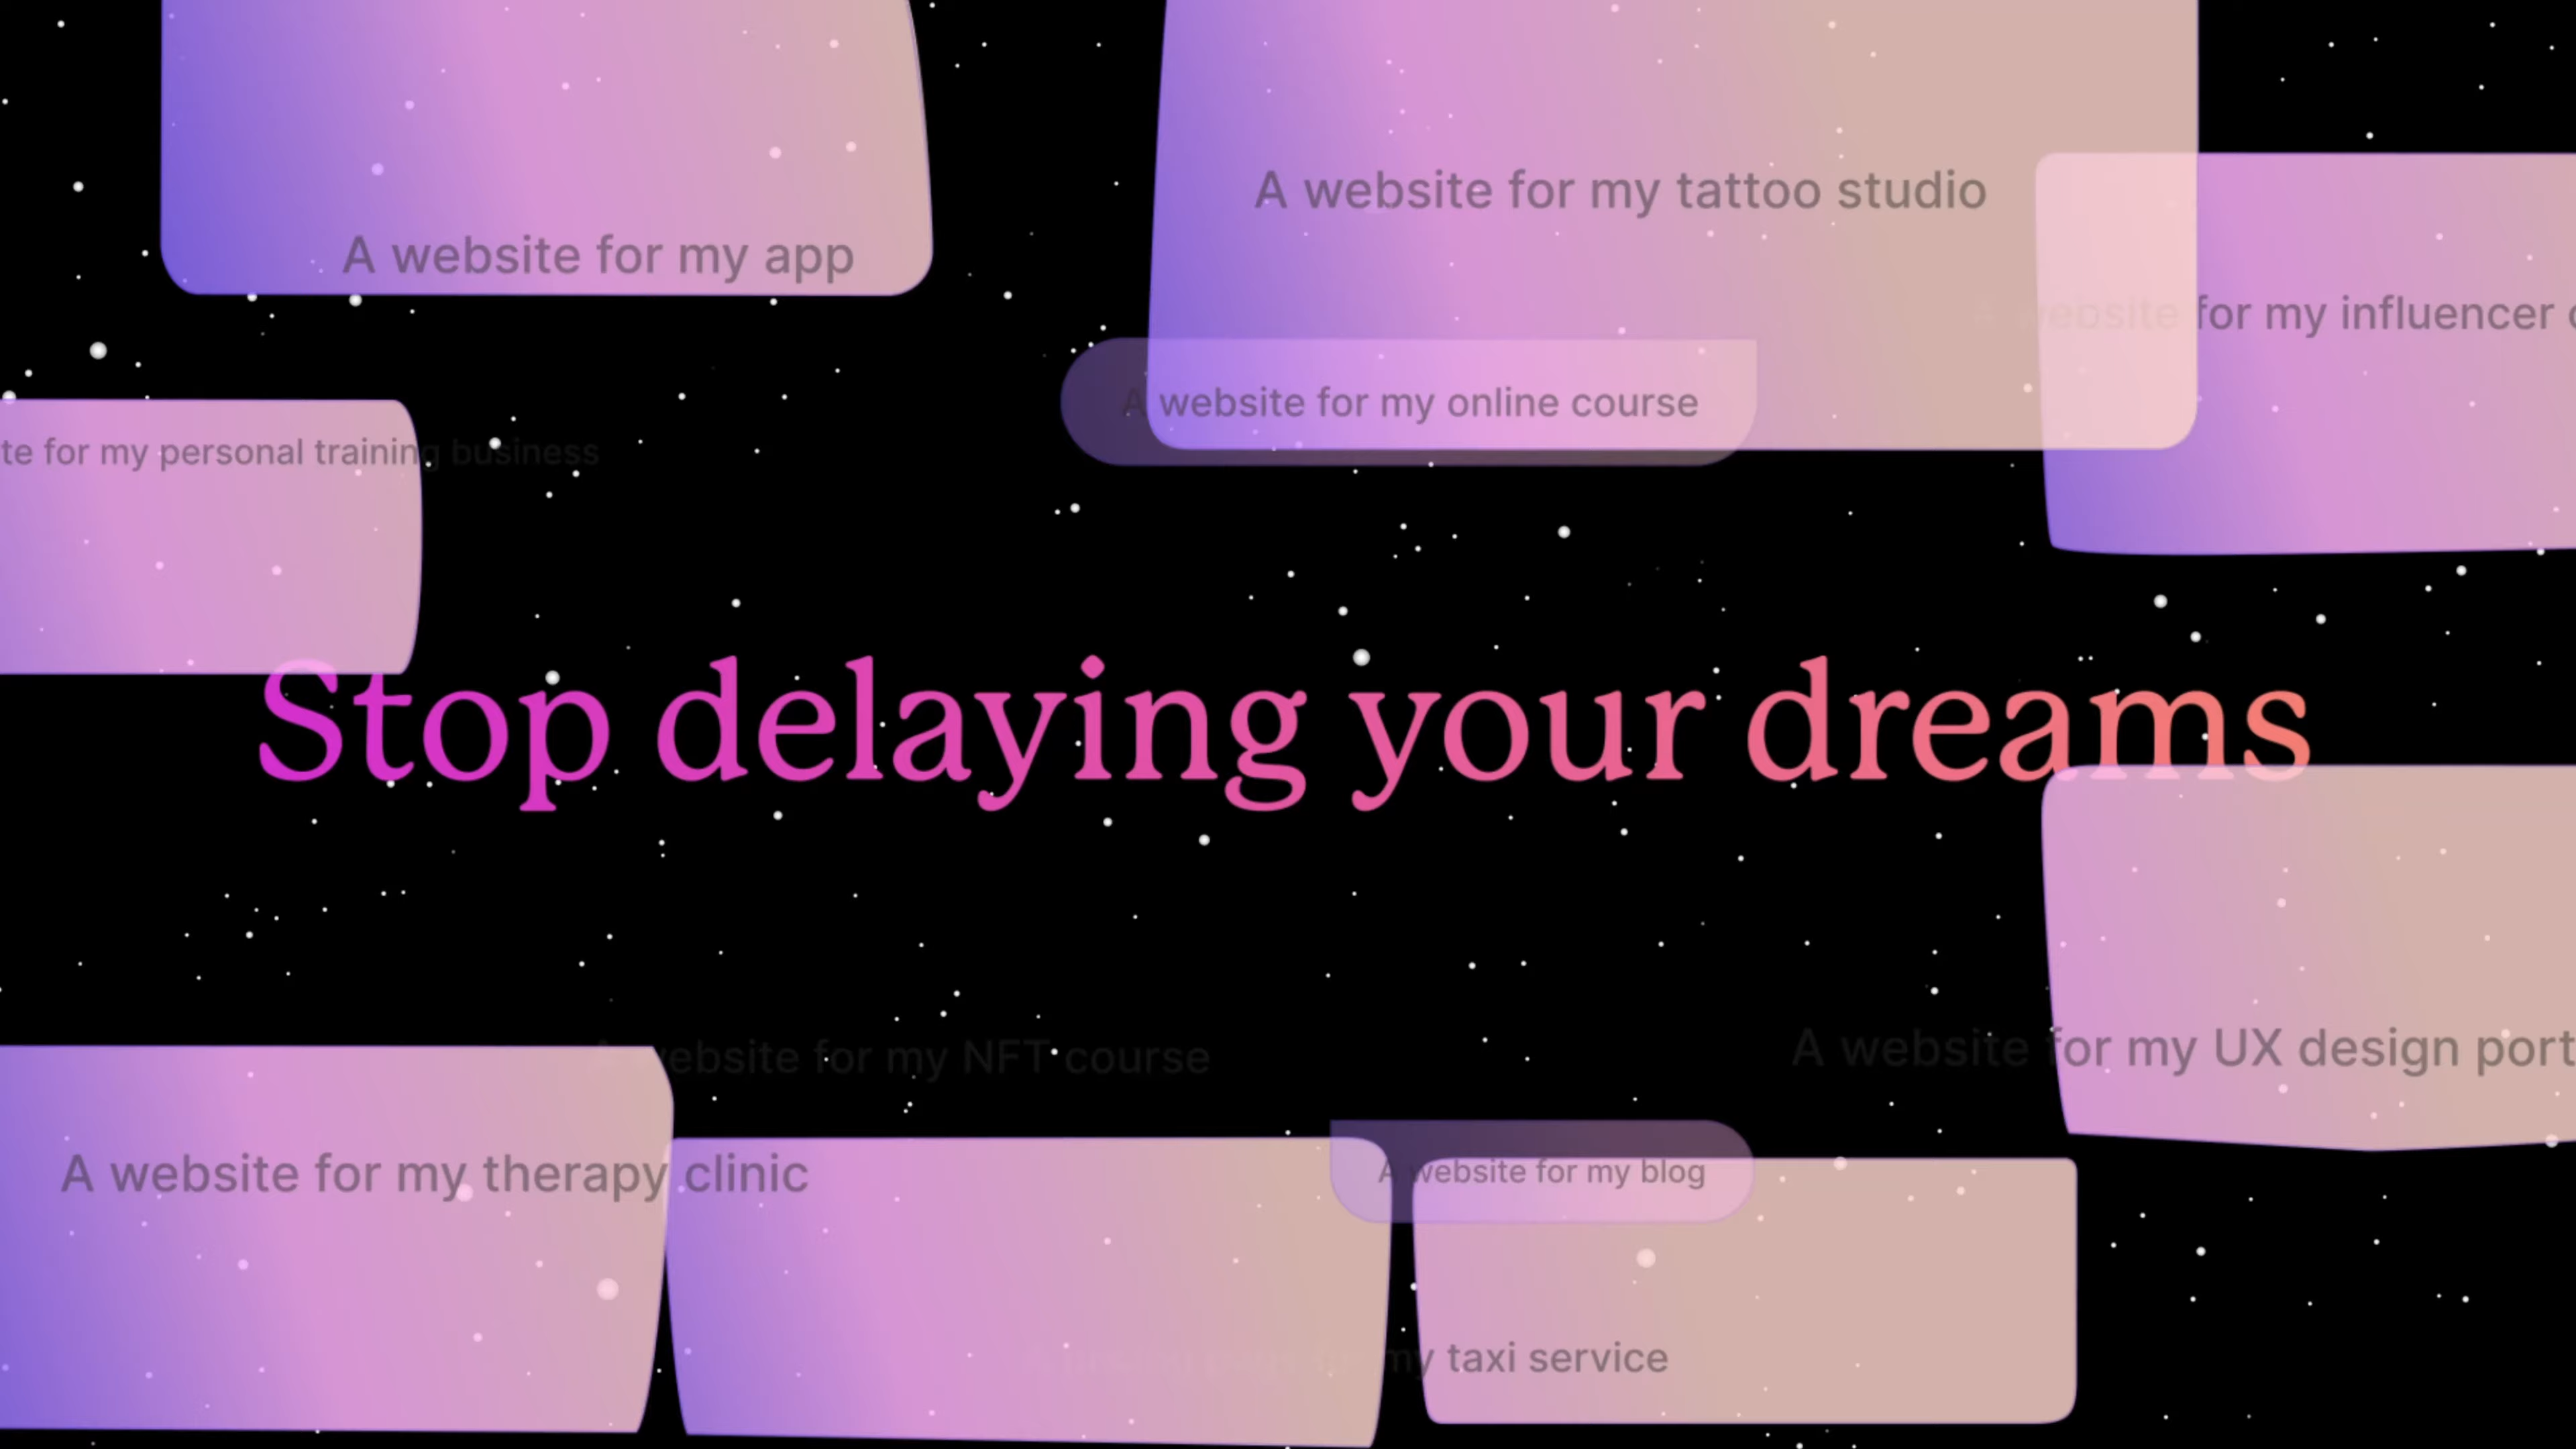 A website for my tattoo studio
A website for my app
website for my influencer
A website for my online course
te for my personal training business
Stop delaying your dreams
A website for my UX design port
website for my NFT course
A website for my therapy clinic
A website for my blog
my taxi service